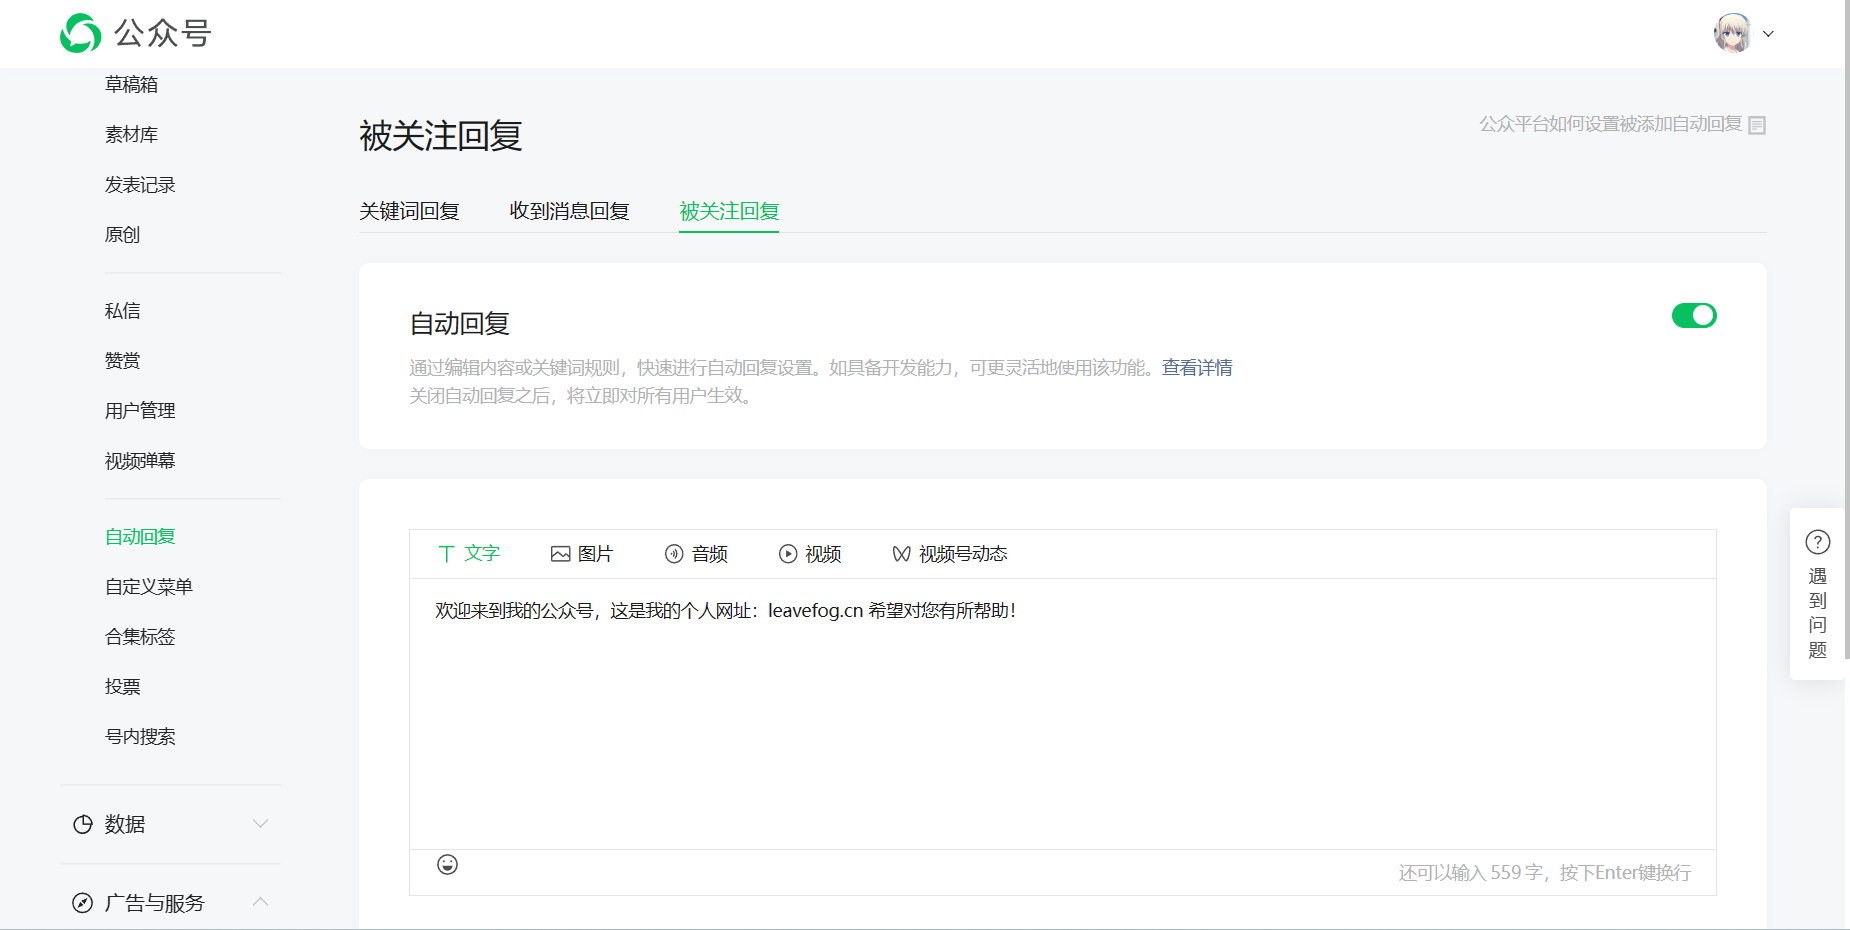 公众号
草稿箱
素材库
发表记录
原创
私信
赞赏
用户管理
视频弹幕
自动回复
自定义菜单
合集标签
投票
号内搜索
数据
广告与服务
被关注回复
公众平台如何设置被添加自动回复
关键词回复 收到消息回复 被关注回复
自动回复
通过编辑内容或关键词规则，快速进行自动回复设置。如具备开发能力，可更灵活地使用该功能。查看详情
关闭自动回复之后，将立即对所有用户生效。
文字 图片 音频 视频 视频号动态
欢迎来到我的公众号，这是我的个人网址：leavefog.cn 希望对您有所帮助！
还可以输入 559 字，按下Enter键换行
遇到问题